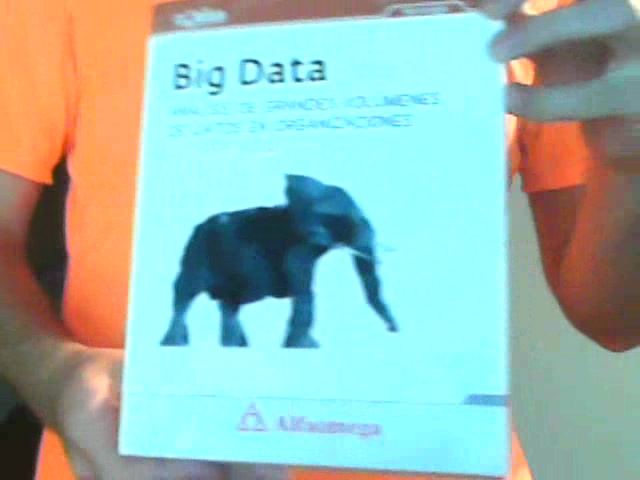 Big Data
ANÁLISIS DE GRANDES VOLÚMENES
DE DATOS EN ORGANIZACIONES
Alfaomega